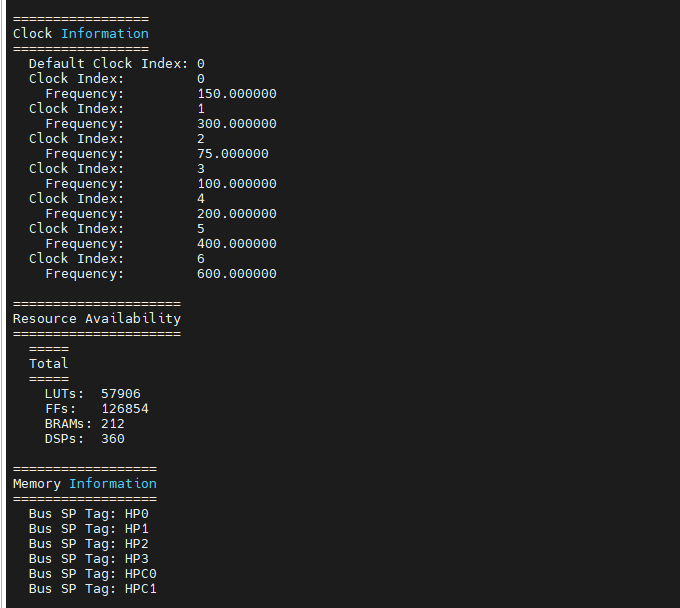 =================
Clock Information
=================
  Default Clock Index: 0
  Clock Index:         0
    Frequency:         150.000000
  Clock Index:         1
    Frequency:         300.000000
  Clock Index:         2
    Frequency:         75.000000
  Clock Index:         3
    Frequency:         100.000000
  Clock Index:         4
    Frequency:         200.000000
  Clock Index:         5
    Frequency:         400.000000
  Clock Index:         6
    Frequency:         600.000000
=====================
Resource Availability
=====================
  =====
  Total
  =====
    LUTs:  57906
    FFs:   126854
    BRAMs: 212
    DSPs:  360
==================
Memory Information
==================
  Bus SP Tag: HP0
  Bus SP Tag: HP1
  Bus SP Tag: HP2
  Bus SP Tag: HP3
  Bus SP Tag: HPC0
  Bus SP Tag: HPC1